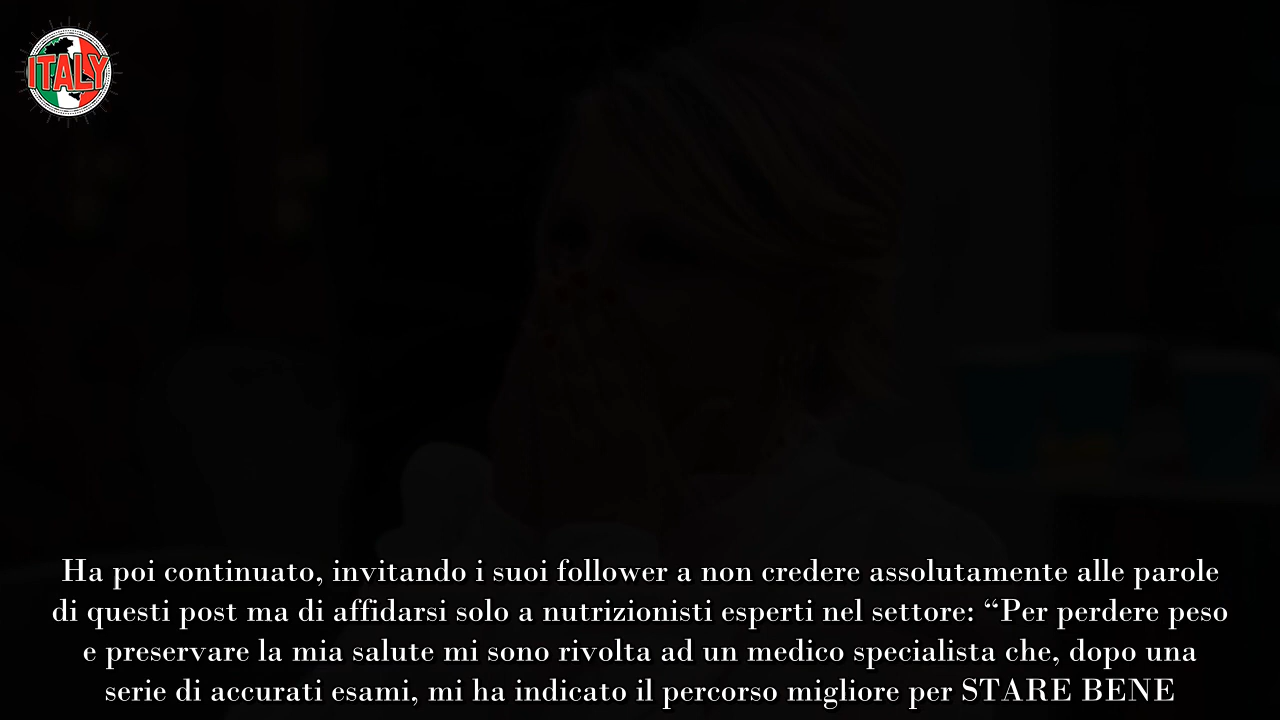 ITALY
Ha poi continuato, invitando i suoi follower a non credere assolutamente alle parole
di questi post ma di affidarsi solo a nutrizionisti esperti nel settore: “Per perdere peso
e preservare la mia salute mi sono rivolta ad un medico specialista che, dopo una
serie di accurati esami, mi ha indicato il percorso migliore per STARE BENE